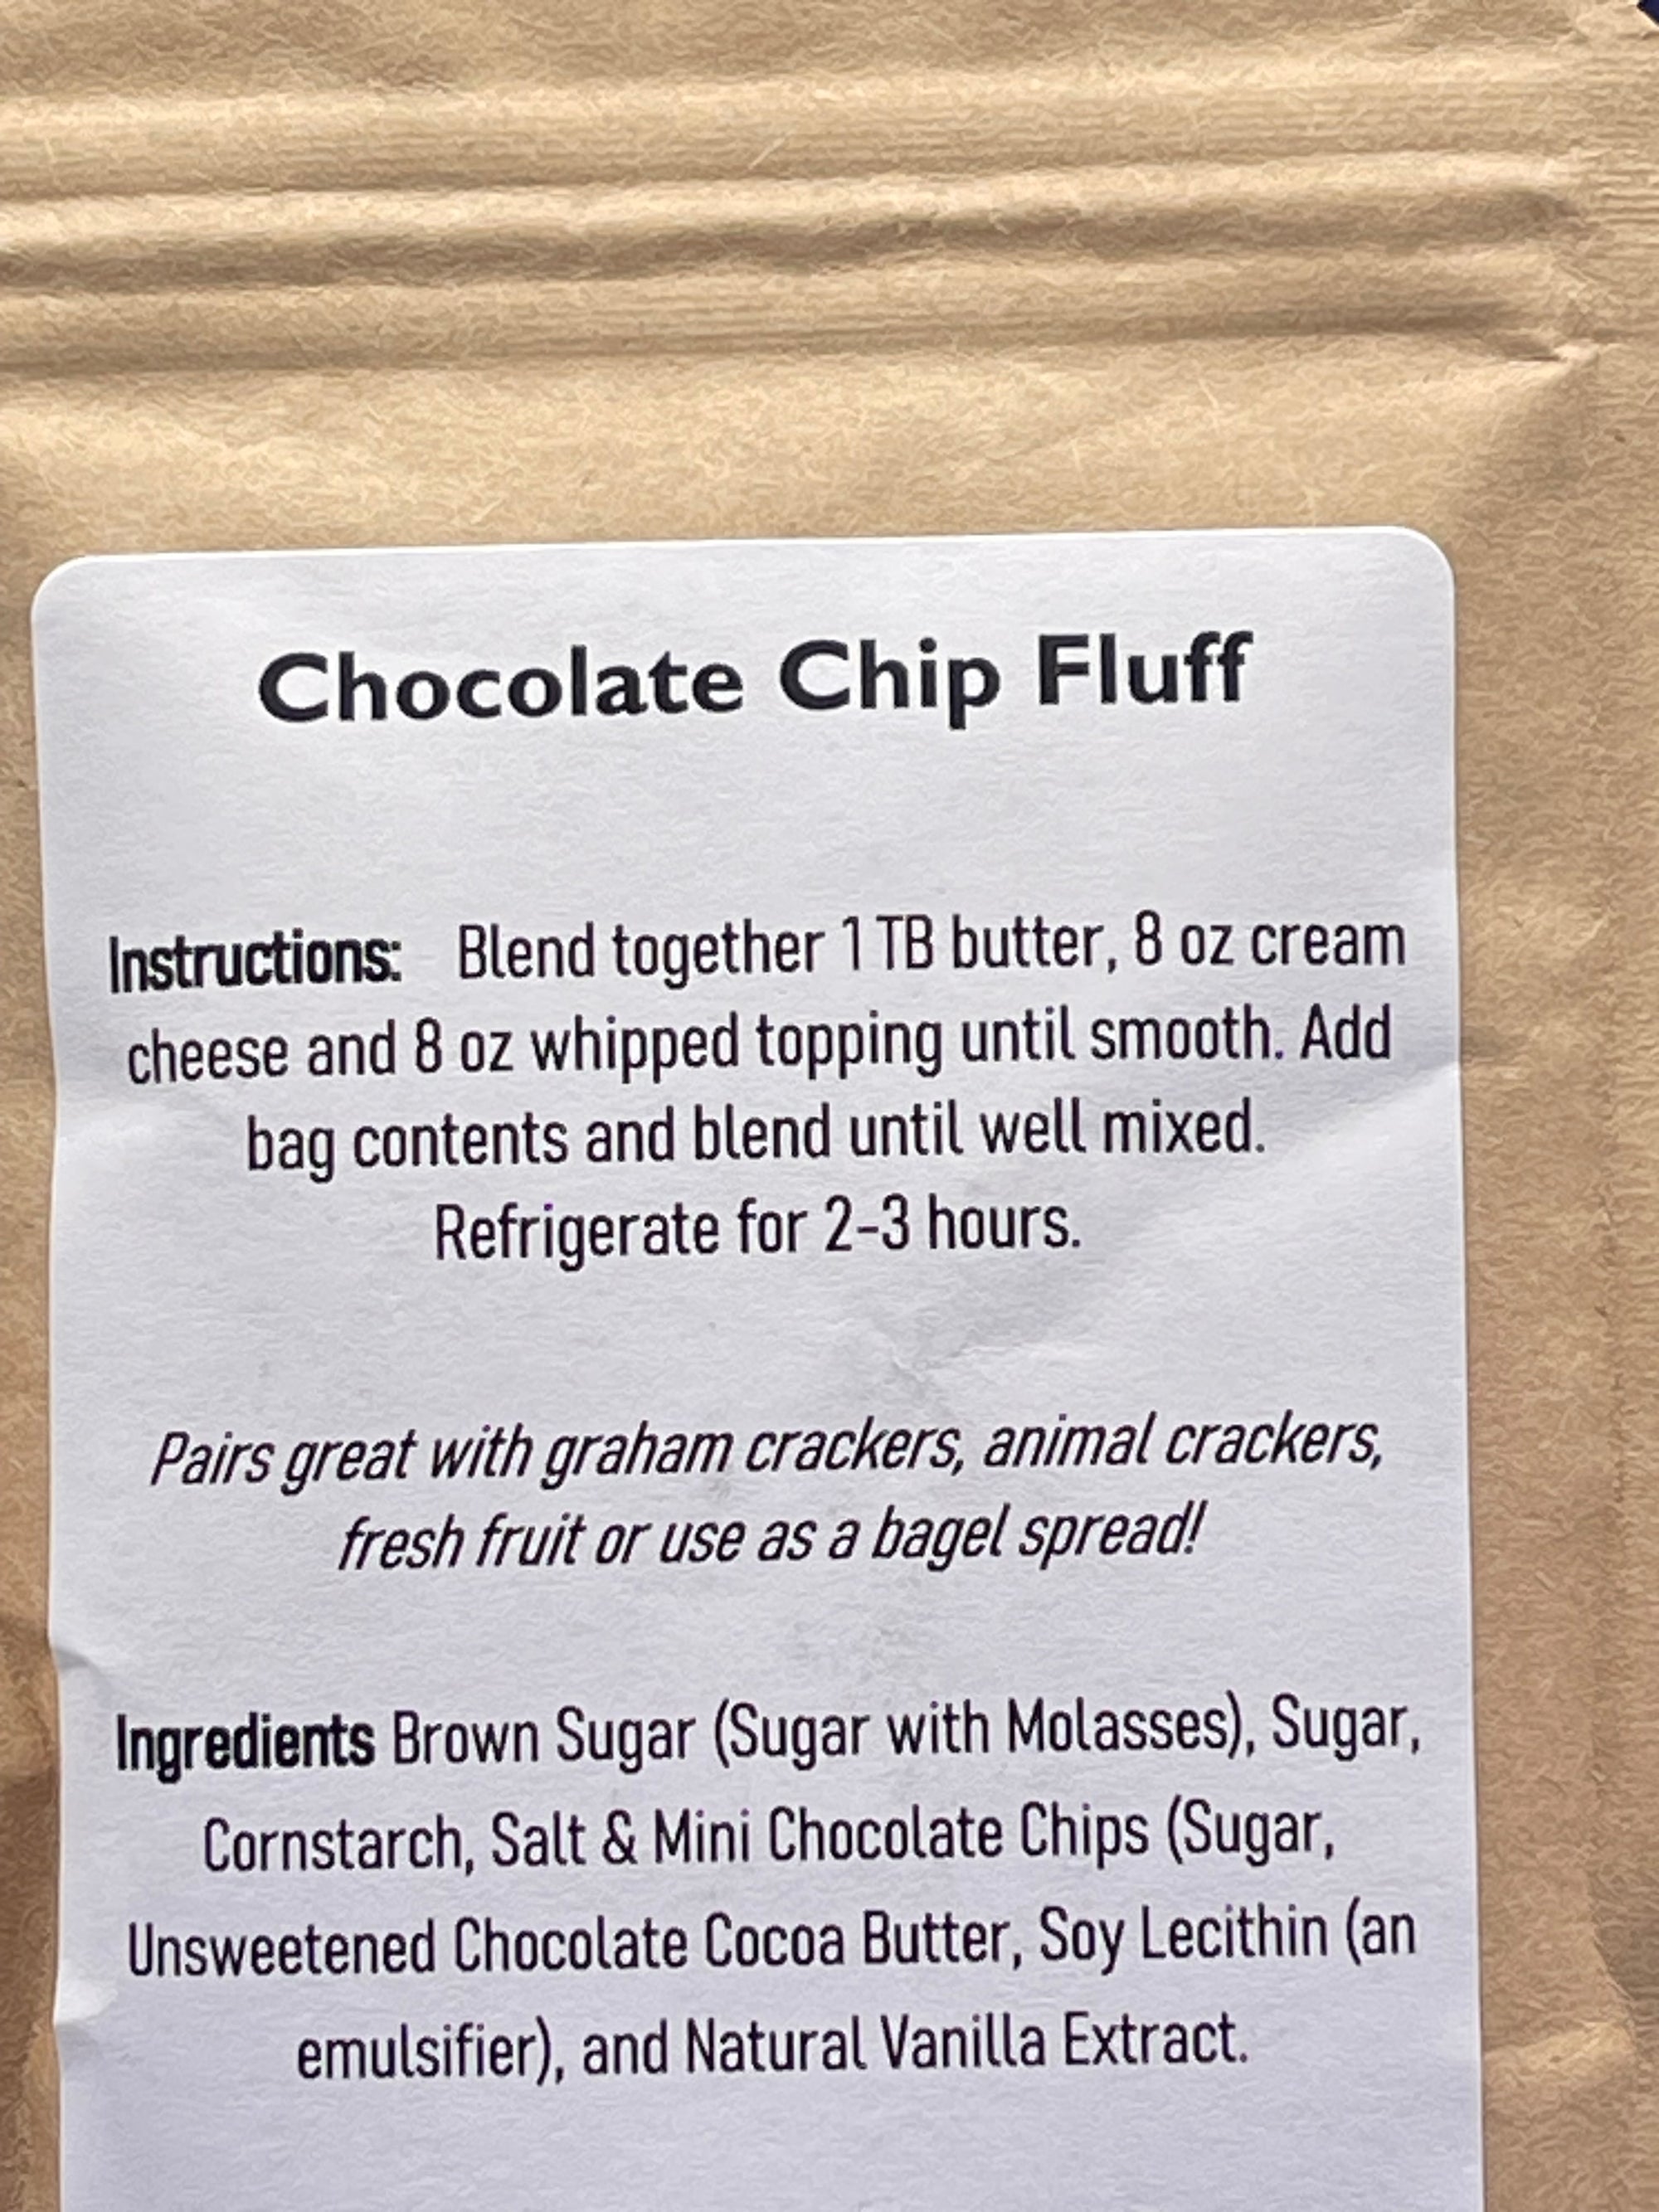 Chocolate Chip Fluff
Instructions: Blend together 1 TB butter, 8 oz cream
cheese and 8 oz whipped topping until smooth. Add
bag contents and blend until well mixed.
Refrigerate for 2-3 hours.
Pairs great with graham crackers, animal crackers,
fresh fruit or use as a bagel spread!
Ingredients Brown Sugar (Sugar with Molasses), Sugar,
Cornstarch, Salt & Mini Chocolate Chips (Sugar,
Unsweetened Chocolate Cocoa Butter, Soy Lecithin (an
emulsifier), and Natural Vanilla Extract.